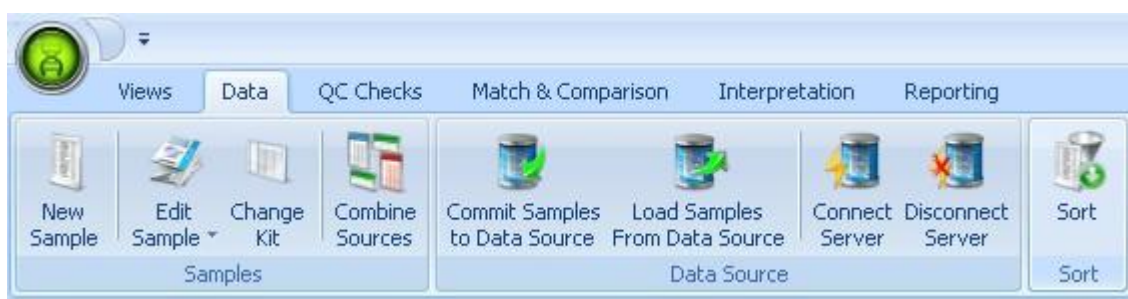 Views Data QC Checks Match & Comparison Interpretation Reporting
New Edit Change Combine Commit Samples Load Samples Connect Disconnect Sort
Sample Sample Kit Sources to Data Source From Data Source Server Server
Samples Data Source Sort